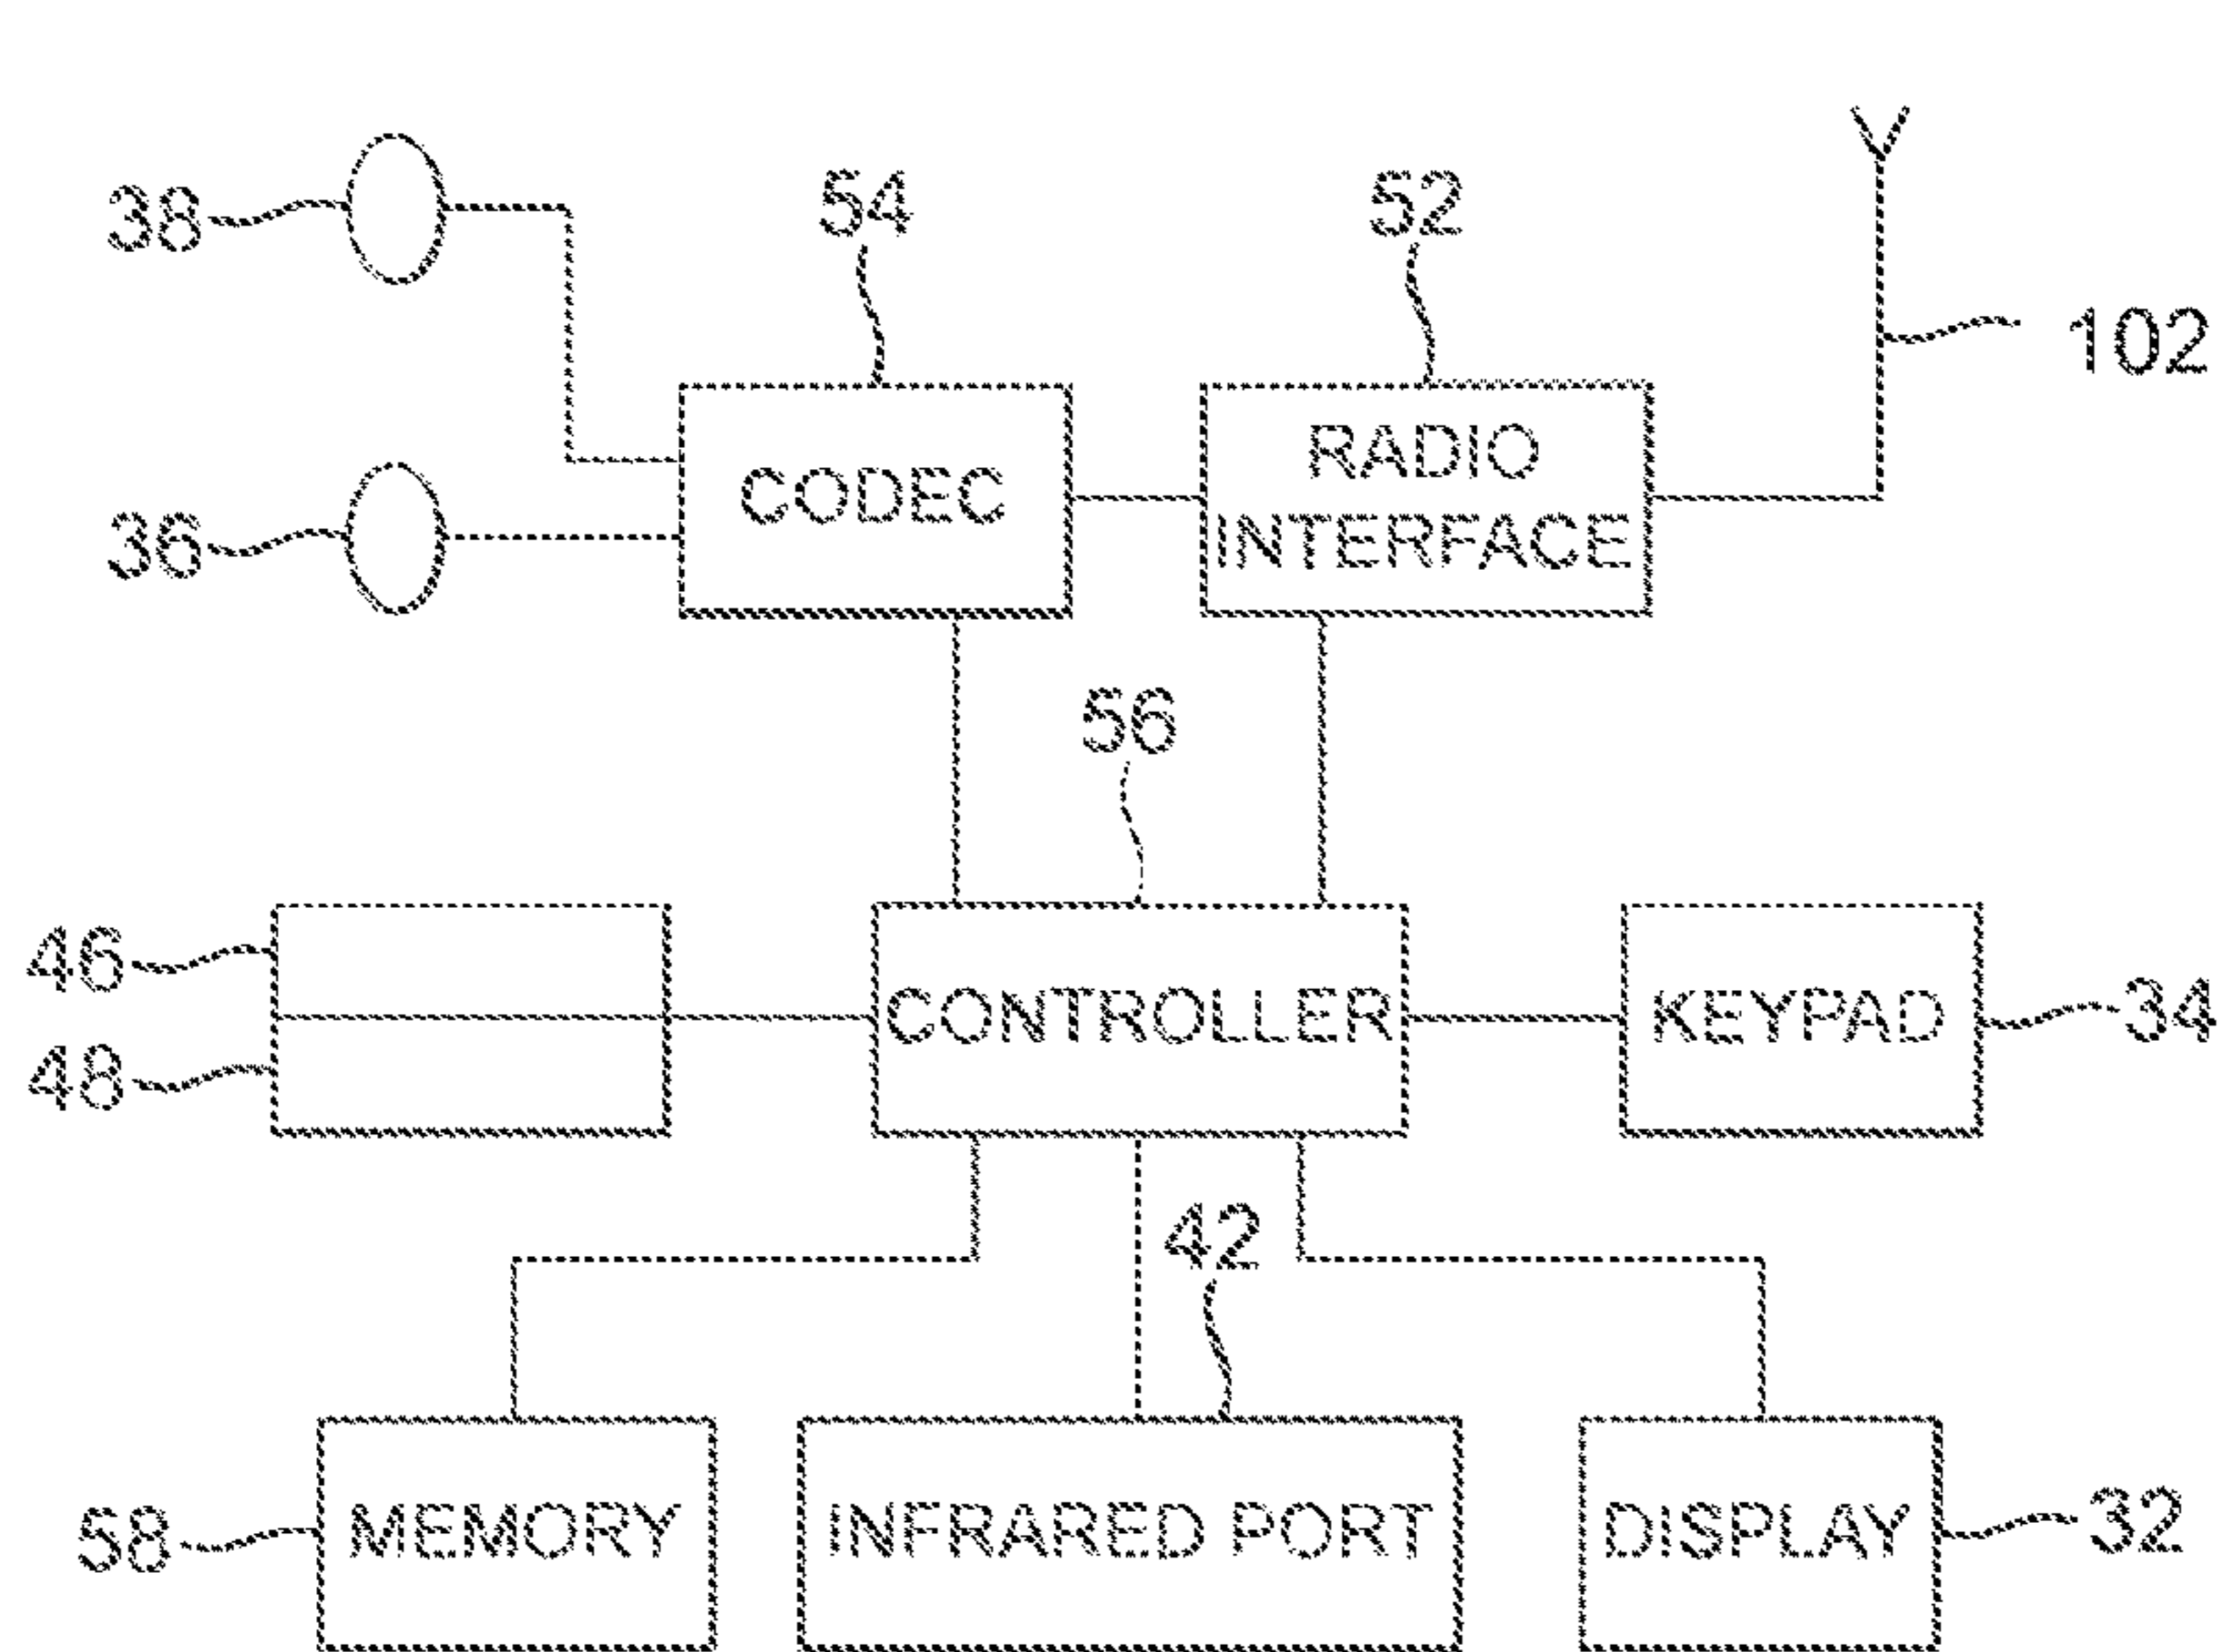 38
54
52
102
CODEC
RADIO
INTERFACE
36
56
46
48
CONTROLLER
KEYPAD
34
42
58
MEMORY
INFRARED PORT
DISPLAY
32